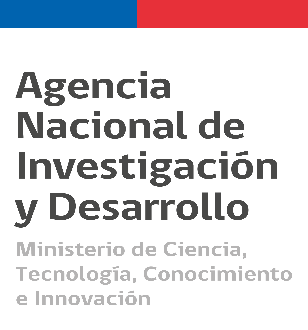 Agencia
Nacional de
Investigación
y Desarrollo
Ministerio de Ciencia,
Tecnología, Conocimiento
e Innovación